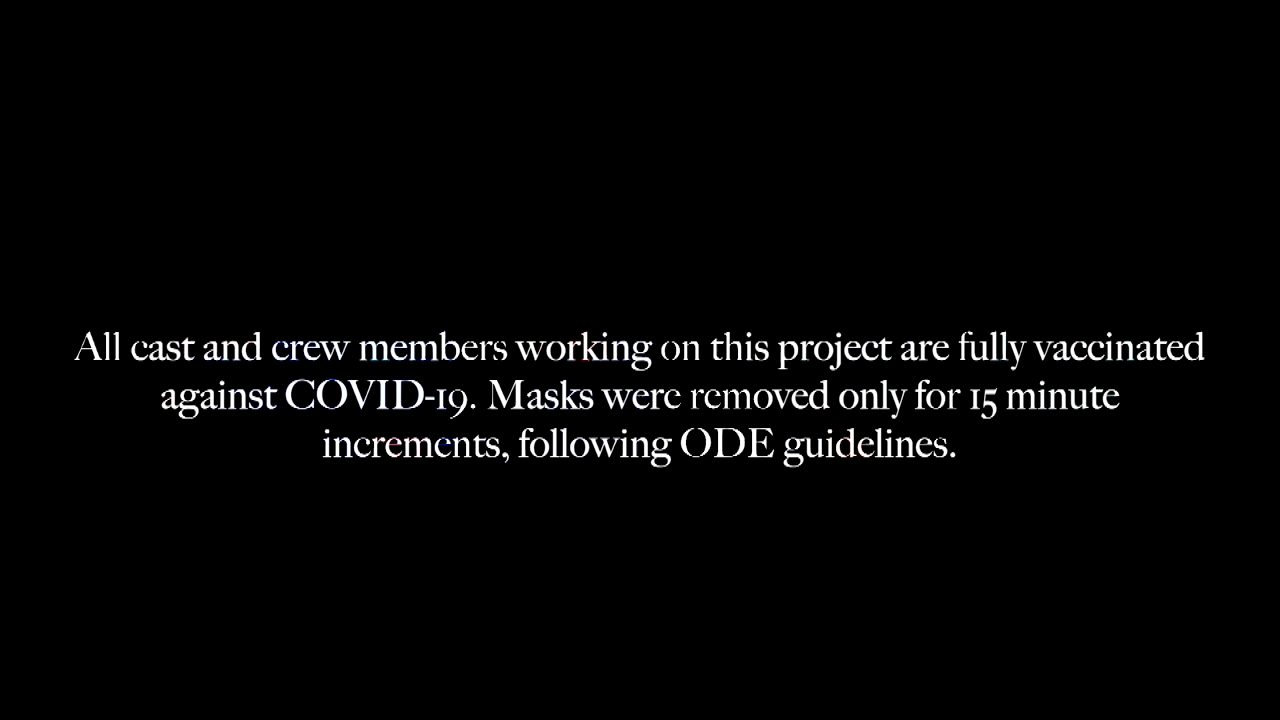 All cast and crew members working on this project are fully vaccinated
against COVID-19. Masks were removed only for 15 minute
increments, following ODE guidelines.